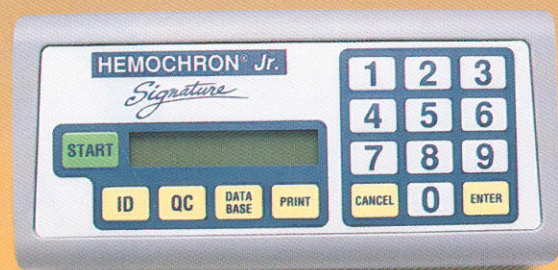 HEMOCHRON® Jr.
Signature
START
ID
QC
DATA
BASE
PRINT
1 2 3
4 5 6
7 8 9
CANCEL 0 ENTER